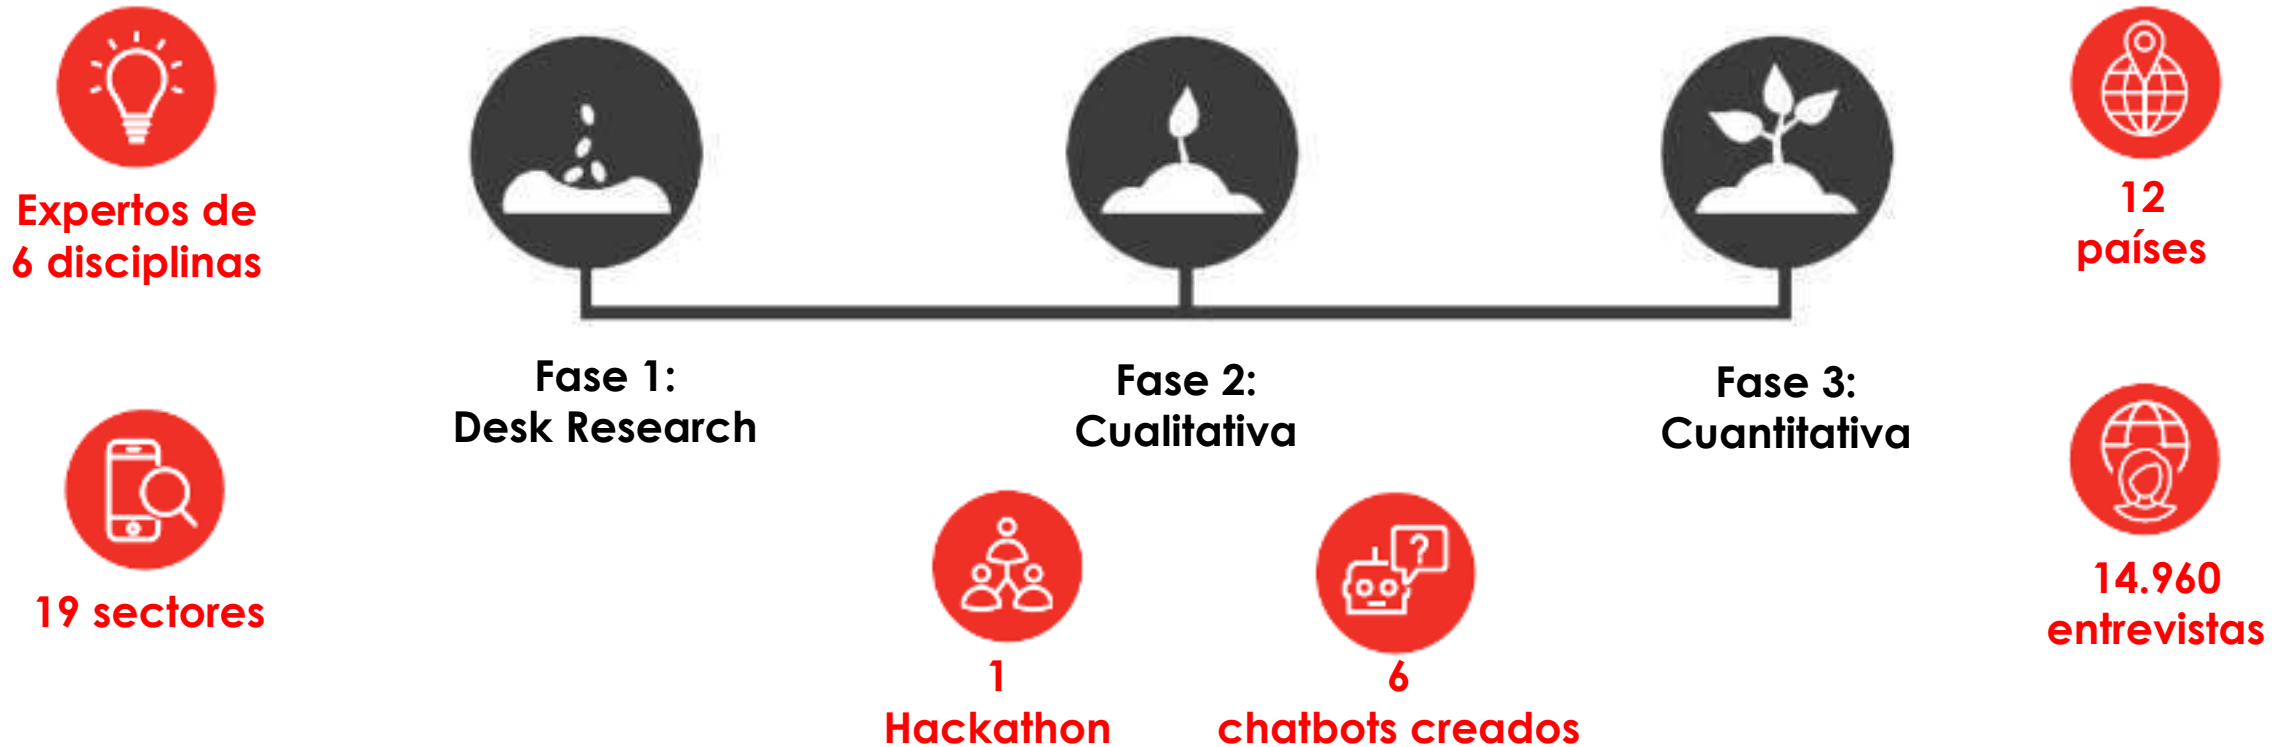 Expertos de
6 disciplinas
19 sectores
Fase 1:
Desk Research
Fase 2:
Cualitativa
1
Hackathon
?
6
chatbots creados
Fase 3:
Cuantitativa
12
países
14.960
entrevistas